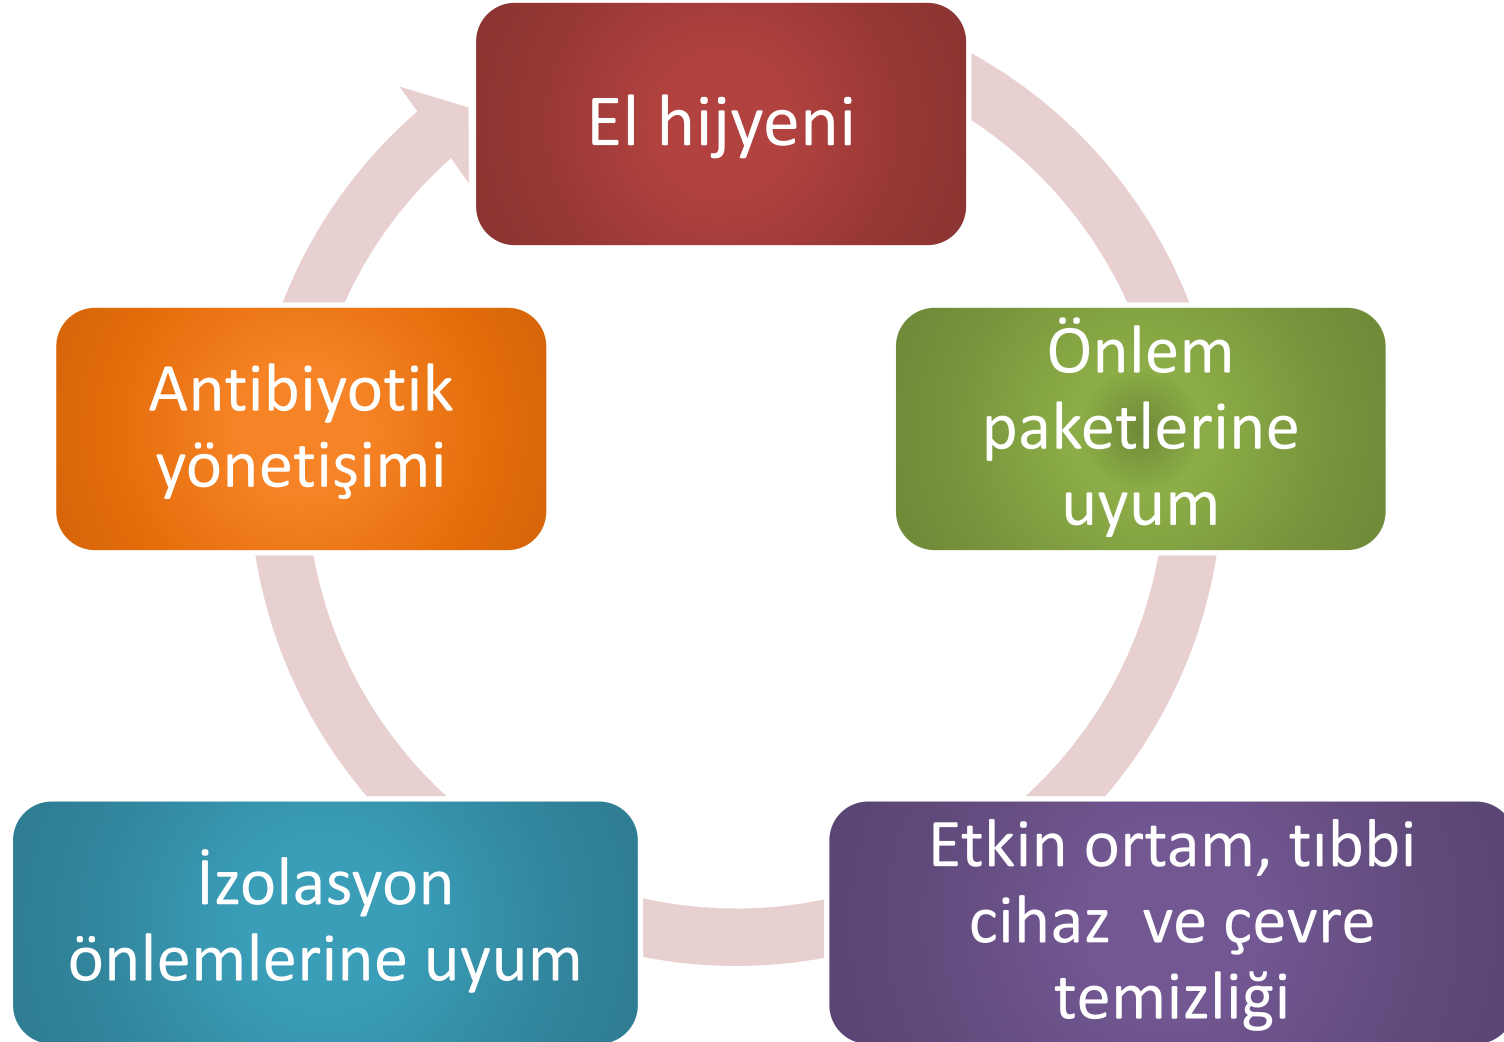 El hijyeni
Önlem
paketlerine
uyum
Etkin ortam, tıbbi
cihaz  ve çevre
temizliği
İzolasyon
önlemlerine uyum
Antibiyotik
yönetişimi